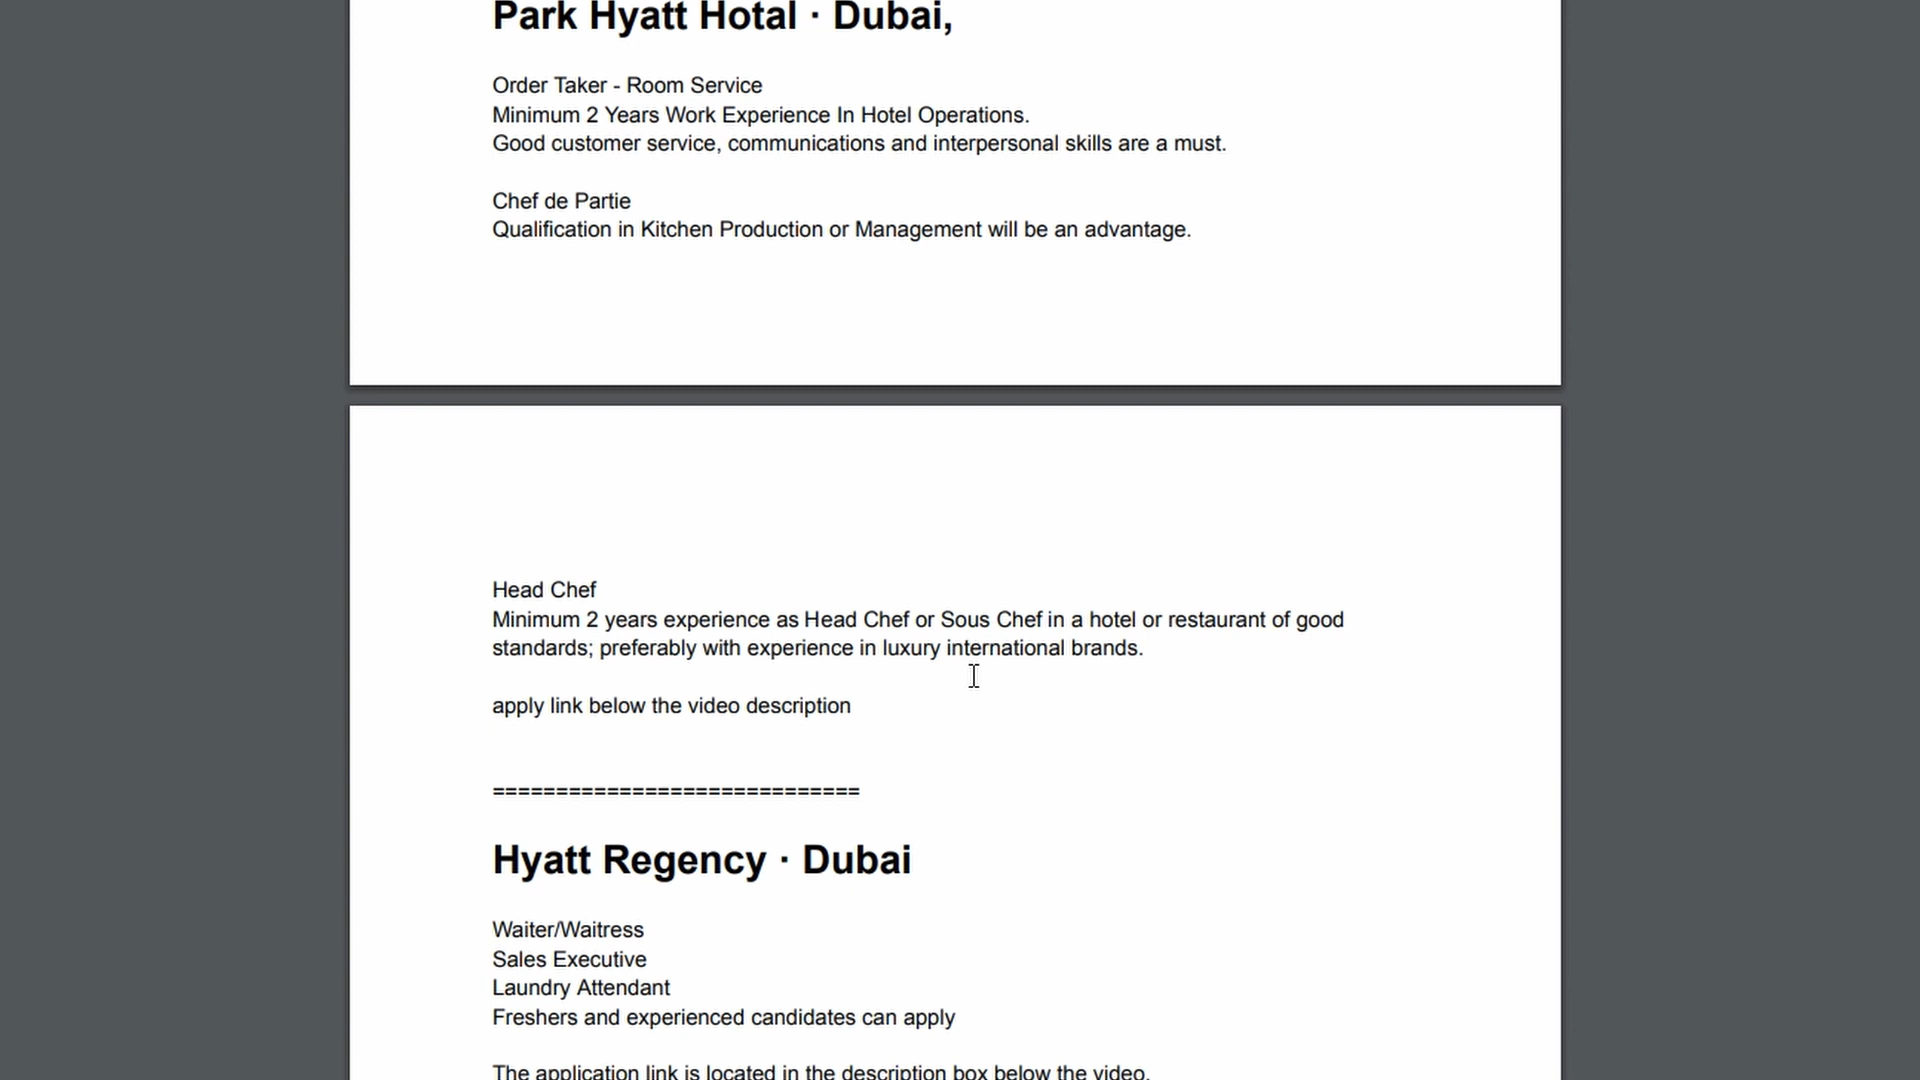 Park Hyatt Hotal · Dubai,
Order Taker - Room Service
Minimum 2 Years Work Experience In Hotel Operations.
Good customer service, communications and interpersonal skills are a must.
Chef de Partie
Qualification in Kitchen Production or Management will be an advantage.
Head Chef
Minimum 2 years experience as Head Chef or Sous Chef in a hotel or restaurant of good
standards; preferably with experience in luxury international brands.
apply link below the video description
=============================
Hyatt Regency · Dubai
Waiter/Waitress
Sales Executive
Laundry Attendant
Freshers and experienced candidates can apply
The application link is located in the description box below the video.